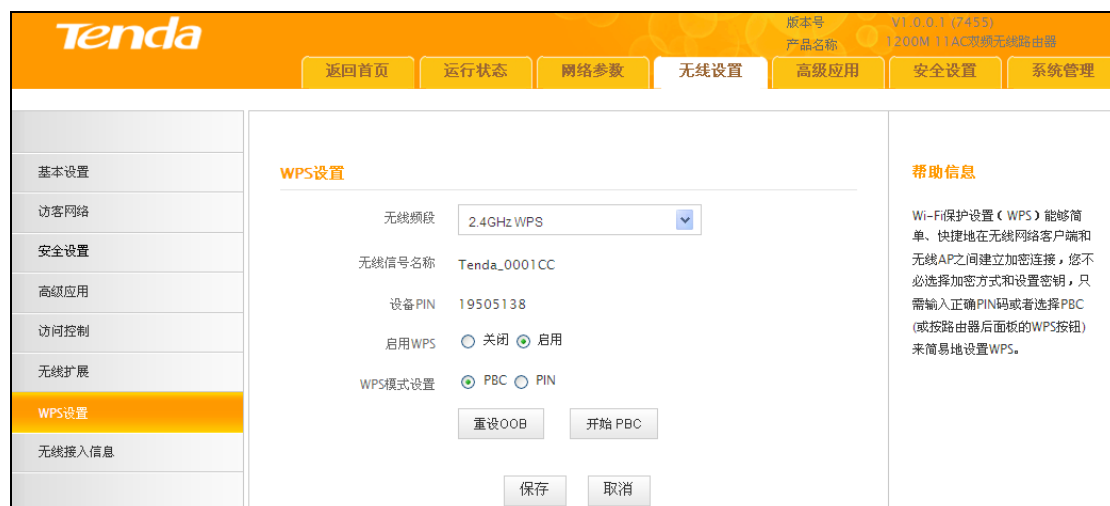 Tenda
版本号 V1.0.0.1 (7455)
产品名称 1200M 11AC双频无线路由器
返回首页 运行状态 网络参数 无线设置 高级应用 安全设置 系统管理
基本设置
访客网络
安全设置
高级应用
访问控制
无线扩展
WPS设置
无线接入信息
WPS设置
无线频段 2.4GHz WPS
无线信号名称 Tenda_0001CC
设备PIN 19505138
启用WPS 关闭 启用
WPS模式设置 PBC PIN
重设OOB 开始 PBC
保存 取消
帮助信息
Wi-Fi保护设置(WPS)能够简
单、快捷地在无线网络客户端和
无线AP之间建立加密连接，您不
必选择加密方式和设置密钥，只
需输入正确PIN码或者选择PBC
(或按路由器后面板的WPS按钮)
来简易地设置WPS。